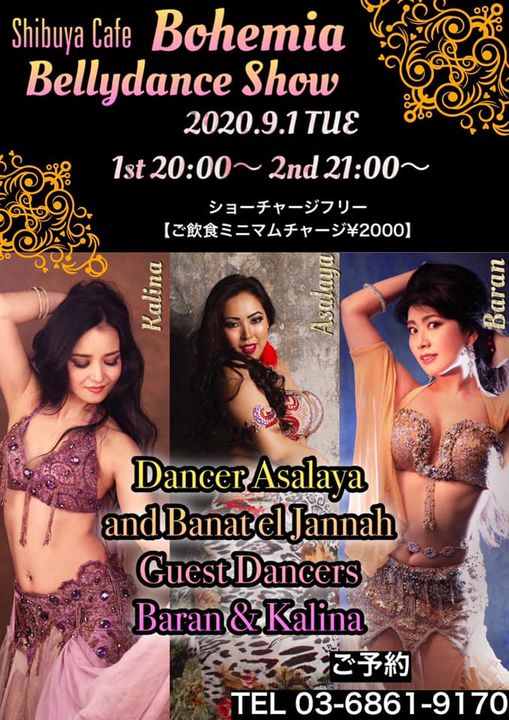 Shibuya Cafe Bohemia
Bellydance Show
2020.9.1 TUE
1st 20:00～ 2nd 21:00～
ショーチャージフリー
【ご飲食ミニマムチャージ¥2000】
Kalina
Asalaya
Baran
Dancer Asalaya
and Banat el Jannah
Guest Dancers
Baran & Kalina
ご予約
TEL 03-6861-9170